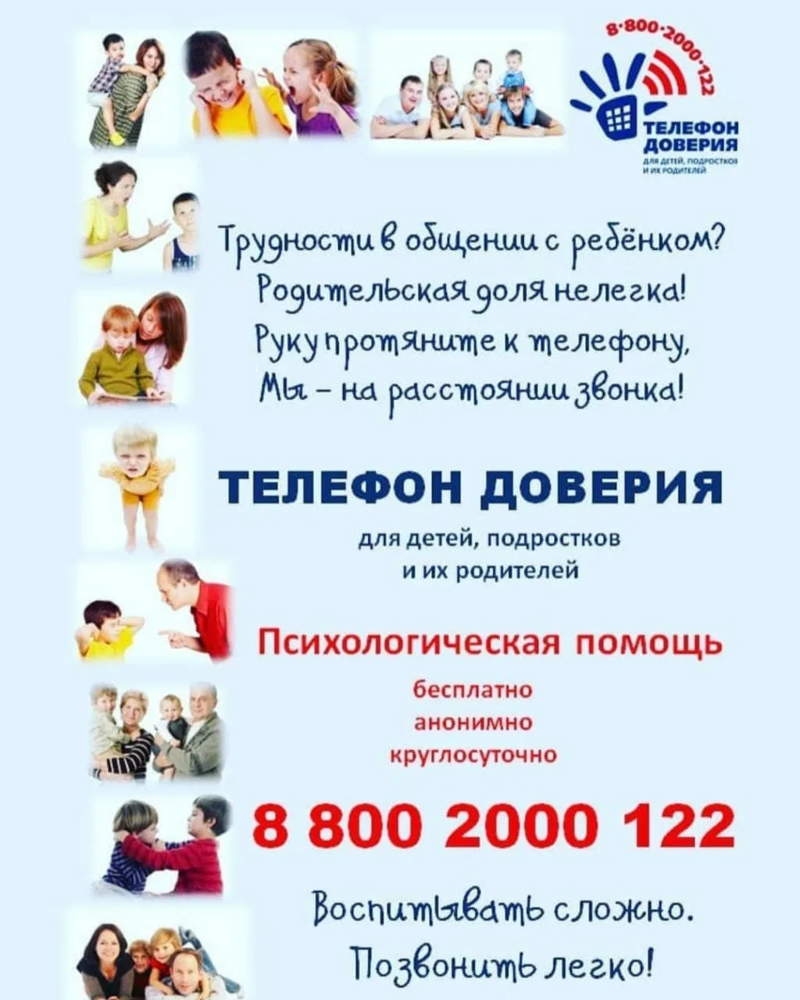 8-800-2000-122
ТЕЛЕФОН
ДОВЕРИЯ
ДЛЯ ДЕТЕЙ, ПОДРОСТКОВ
И ИХ РОДИТЕЛЕЙ
Трудности в общении с ребёнком?
Родительская доля нелегка!
Руку протяните к телефону,
Мы – на расстоянии звонка!
ТЕЛЕФОН ДОВЕРИЯ
для детей, подростков
и их родителей
Психологическая помощь
бесплатно
анонимно
круглосуточно
8 800 2000 122
Воспитывать сложно.
Позвонить легко!